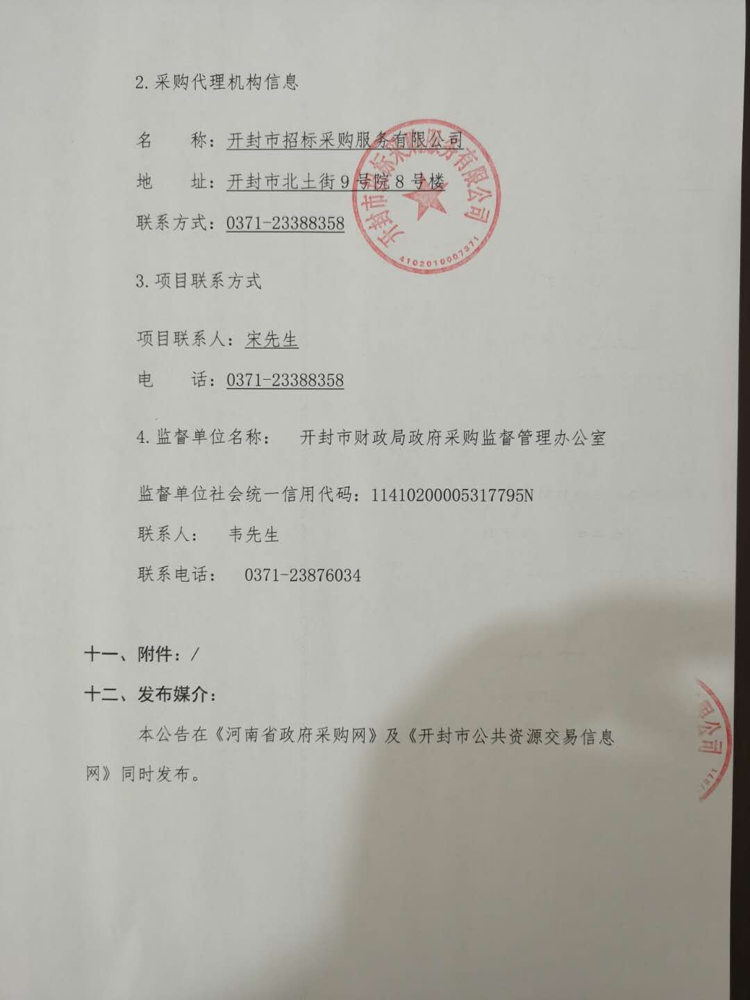 2.采购代理机构信息
名　　称：开封市招标采购服务有限公司
地　　址：开封市北土街9号院8号楼
联系方式：0371-23388358
开封市招标采购服务有限公司
4102010007371
3.项目联系方式
项目联系人：宋先生
电　　话：0371-23388358
4.监督单位名称：　开封市财政局政府采购监督管理办公室
监督单位社会统一信用代码：11410200005317795N
联系人：　韦先生
联系电话：　0371-23876034
十一、附件：/
十二、发布媒介：
本公告在《河南省政府采购网》及《开封市公共资源交易信息
网》同时发布。
公司
7371